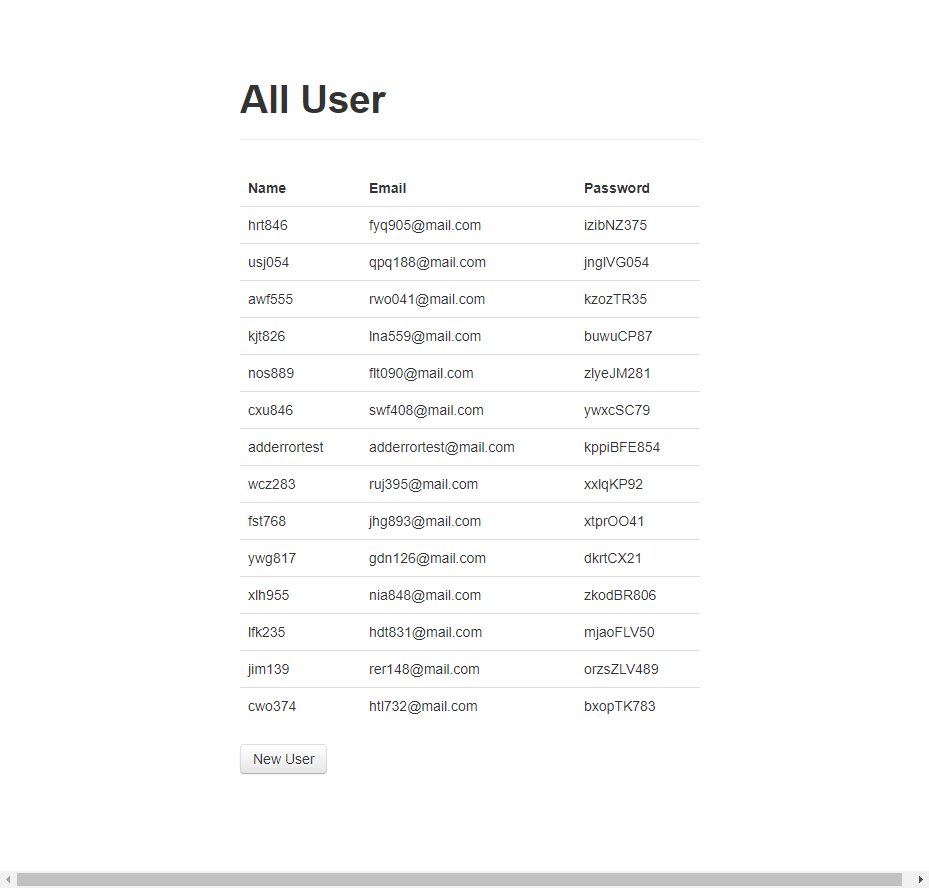 All User
Name Email Password
hrt846 fyq905@mail.com izibNZ375
usj054 qpq188@mail.com jnglVG054
awf555 rwo041@mail.com kzozTR35
kjt826 lna559@mail.com buwuCP87
nos889 flt090@mail.com zlyeJM281
cxu846 swf408@mail.com ywxcSC79
adderrortest adderrortest@mail.com kppiBFE854
wcz283 ruj395@mail.com xxlqKP92
fst768 jhg893@mail.com xtprOO41
ywg817 gdn126@mail.com dkrtCX21
xlh955 nia848@mail.com zkodBR806
lfk235 hdt831@mail.com mjaoFLV50
jim139 rer148@mail.com orzsZLV489
cwo374 htl732@mail.com bxopTK783
New User